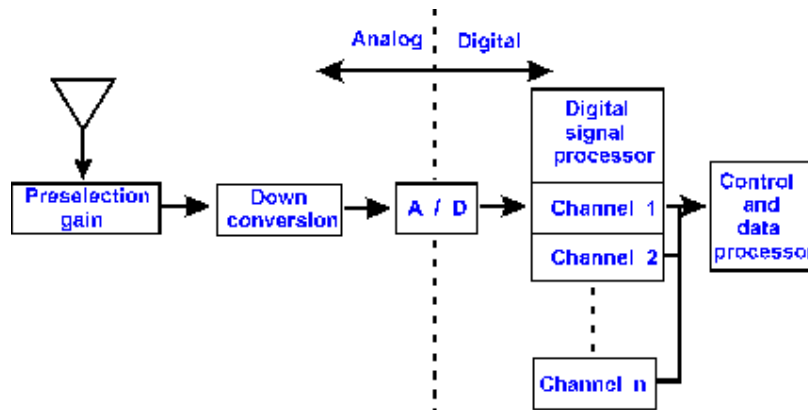 Analog Digital
Preselection
gain
Down
conversion
A / D
Digital
signal
processor
Channel 1
Channel 2
Channel n
Control
and
data
processor